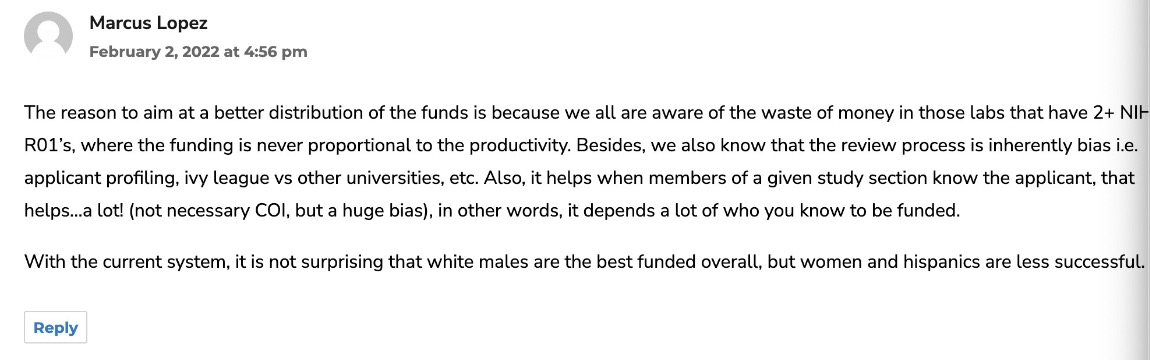 Marcus Lopez
February 2, 2022 at 4:56 pm
The reason to aim at a better distribution of the funds is because we all are aware of the waste of money in those labs that have 2+ NIH
R01’s, where the funding is never proportional to the productivity. Besides, we also know that the review process is inherently bias i.e.
applicant profiling, ivy league vs other universities, etc. Also, it helps when members of a given study section know the applicant, that
helps…a lot! (not necessary COI, but a huge bias), in other words, it depends a lot of who you know to be funded.
With the current system, it is not surprising that white males are the best funded overall, but women and hispanics are less successful.
Reply